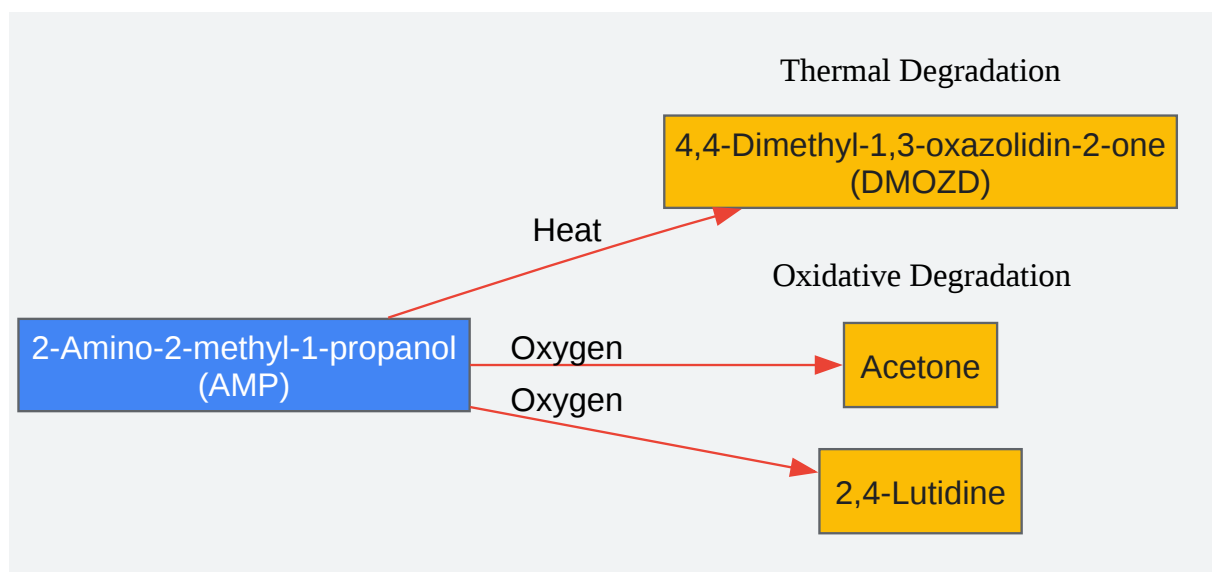 Thermal Degradation
4,4-Dimethyl-1,3-oxazolidin-2-one
(DMOZD)
Heat
Oxidative Degradation
2-Amino-2-methyl-1-propanol
(AMP)
Oxygen
Acetone
Oxygen
2,4-Lutidine